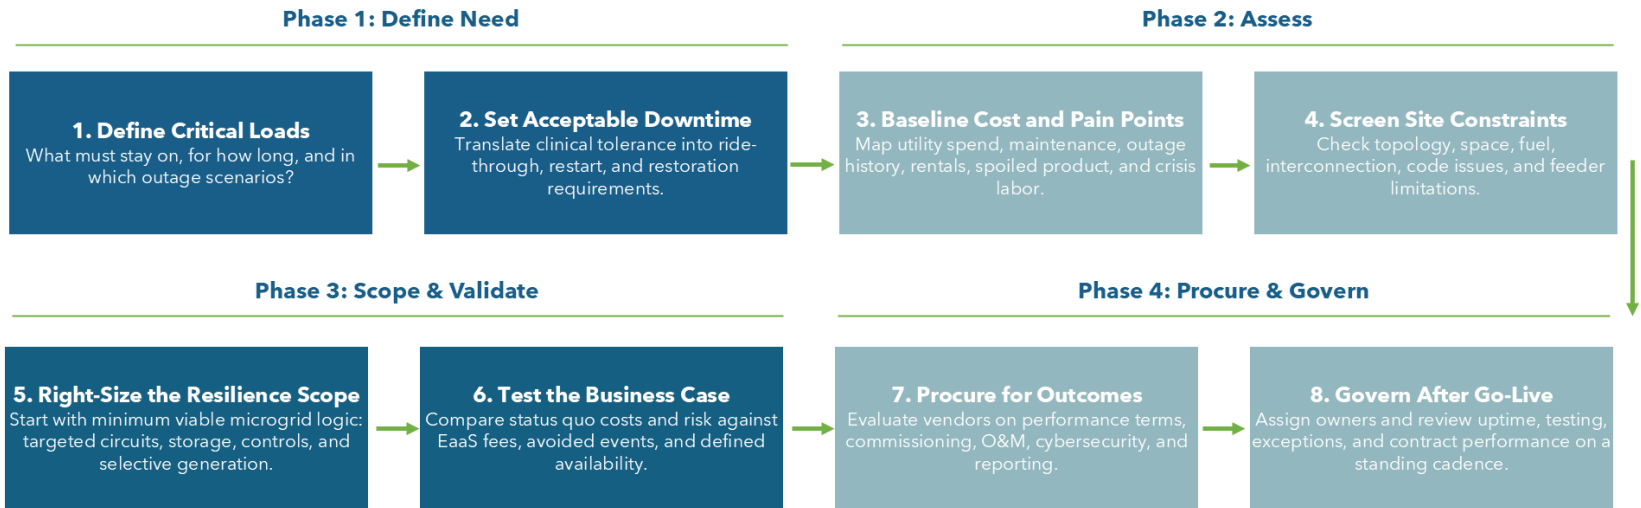 Phase 1: Define Need
Phase 2: Assess
1. Define Critical Loads
What must stay on, for how long, and in
which outage scenarios?
2. Set Acceptable Downtime
Translate clinical tolerance into ride-
through, restart, and restoration
requirements.
3. Baseline Cost and Pain Points
Map utility spend, maintenance, outage
history, rentals, spoiled product, and crisis
labor.
4. Screen Site Constraints
Check topology, space, fuel,
interconnection, code issues, and feeder
limitations.
Phase 3: Scope & Validate
Phase 4: Procure & Govern
5. Right-Size the Resilience Scope
Start with minimum viable microgrid logic:
targeted circuits, storage, controls, and
selective generation.
6. Test the Business Case
Compare status quo costs and risk against
EaaS fees, avoided events, and defined
availability.
7. Procure for Outcomes
Evaluate vendors on performance terms,
commissioning, O&M, cybersecurity, and
reporting.
8. Govern After Go-Live
Assign owners and review uptime, testing,
exceptions, and contract performance on a
standing cadence.